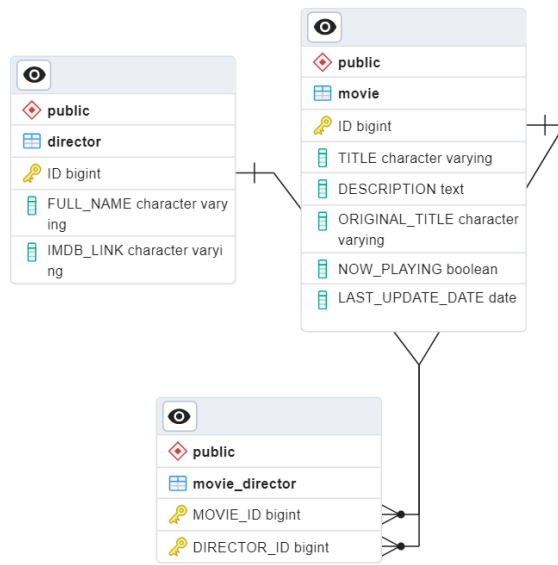 public
director
ID bigint
FULL_NAME character vary
ing
IMDB_LINK character varyi
ng
public
movie
ID bigint
TITLE character varying
DESCRIPTION text
ORIGINAL_TITLE character
varying
NOW_PLAYING boolean
LAST_UPDATE_DATE date
public
movie_director
MOVIE_ID bigint
DIRECTOR_ID bigint